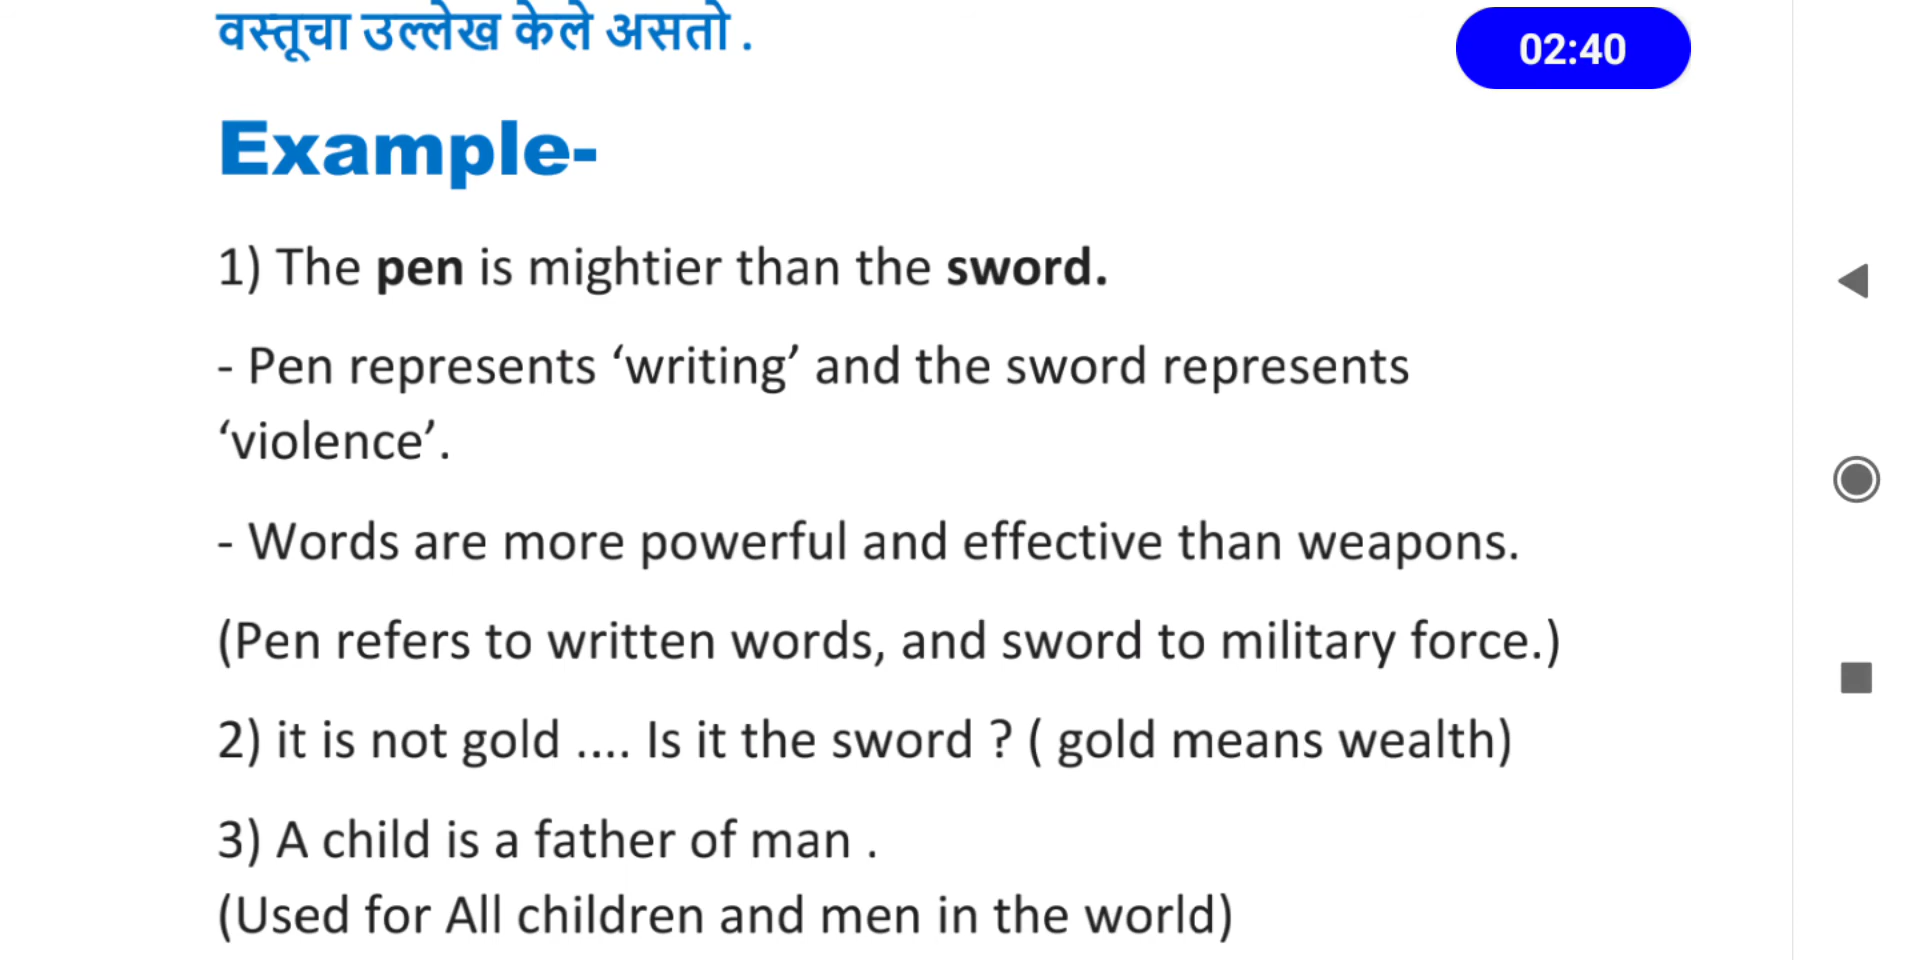 वस्तूचा उल्लेख केले असतो .
02:40
Example-
1) The pen is mightier than the sword.
- Pen represents ‘writing’ and the sword represents
‘violence’.
- Words are more powerful and effective than weapons.
(Pen refers to written words, and sword to military force.)
2) it is not gold .... Is it the sword ? ( gold means wealth)
3) A child is a father of man .
(Used for All children and men in the world)